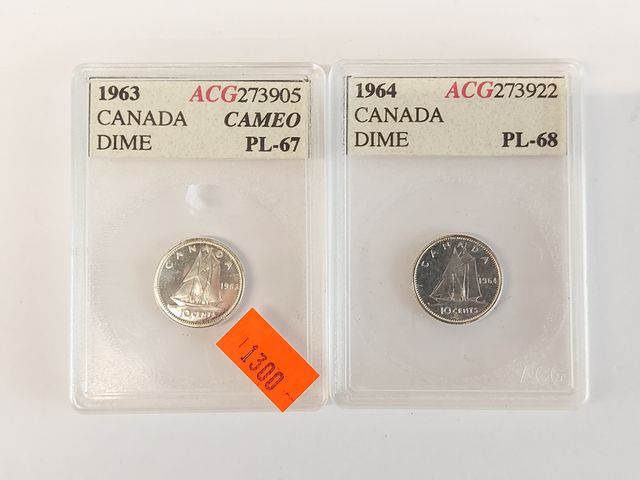 1963 ACG273905
CANADA CAMEO
DIME PL-67
1964 ACG273922
CANADA
DIME PL-68
CANADA
1963
10 CENTS
1300
CANADA
1964
10 CENTS
ACG